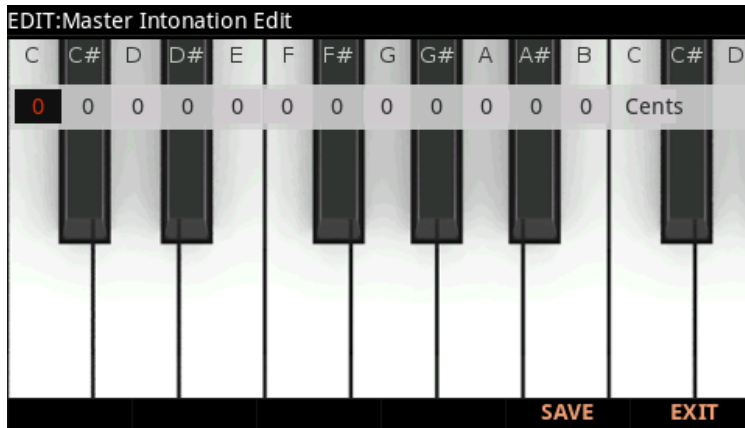 EDIT:Master Intonation Edit
C C# D D# E F F# G G# A A# B C C# D
0 0 0 0 0 0 0 0 0 0 0 0 Cents
SAVE EXIT